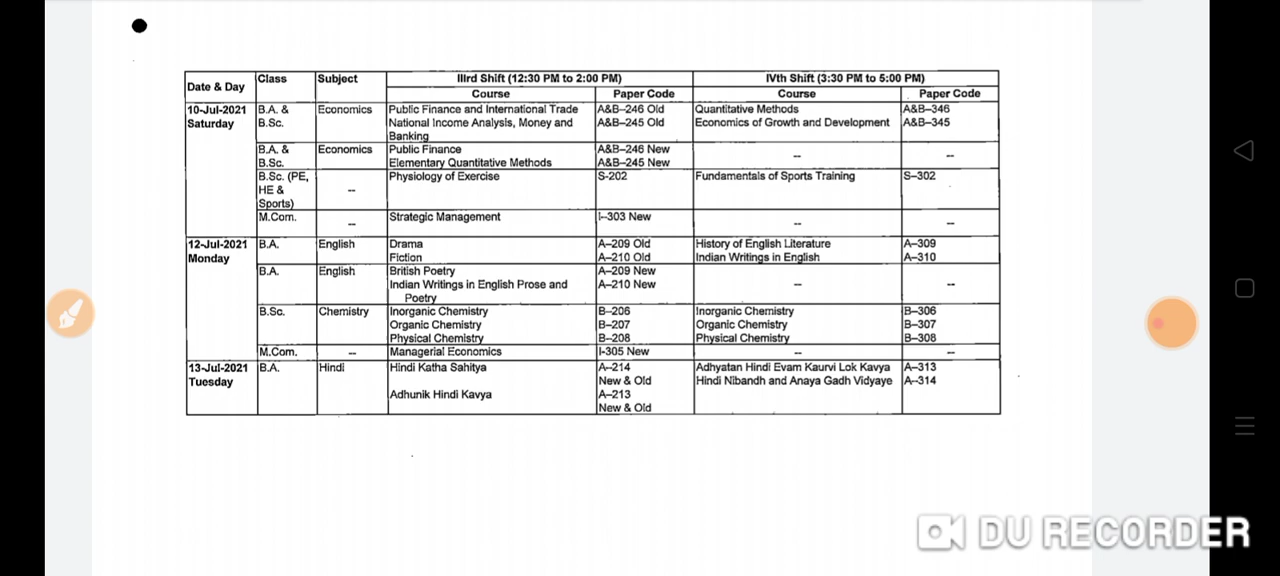 Date & Day Class Subject IIIrd Shift (12:30 PM to 2:00 PM) IVth Shift (3:30 PM to 5:00 PM)
Course Paper Code Course Paper Code
10-Jul-2021 B.A. & Economics Public Finance and International Trade A&B–246 Old Quantitative Methods A&B–346
Saturday B.Sc. National Income Analysis, Money and A&B–245 Old Economics of Growth and Development A&B–345
Banking
B.A. & Economics Public Finance A&B–246 New
B.Sc. Elementary Quantitative Methods A&B–245 New -- --
B.Sc. (PE, Physiology of Exercise S-202 Fundamentals of Sports Training S–302
HE & --
Sports)
M.Com. -- Strategic Management I–303 New -- --
12-Jul-2021 B.A. English Drama A–209 Old History of English Literature A–309
Monday Fiction A–210 Old Indian Writings in English A–310
B.A. English British Poetry A–209 New
Indian Writings in English Prose and A–210 New -- --
Poetry
B.Sc. Chemistry Inorganic Chemistry B–206 Inorganic Chemistry B–306
Organic Chemistry B–207 Organic Chemistry B–307
Physical Chemistry B–208 Physical Chemistry B–308
M.Com. -- Managerial Economics I-305 New -- --
13-Jul-2021 B.A. Hindi Hindi Katha Sahitya A–214 Adhyatan Hindi Evam Kaurvi Lok Kavya A–313
Tuesday New & Old Hindi Nibandh and Anaya Gadh Vidyaye A–314
Adhunik Hindi Kavya A–213
New & Old
DU RECORDER